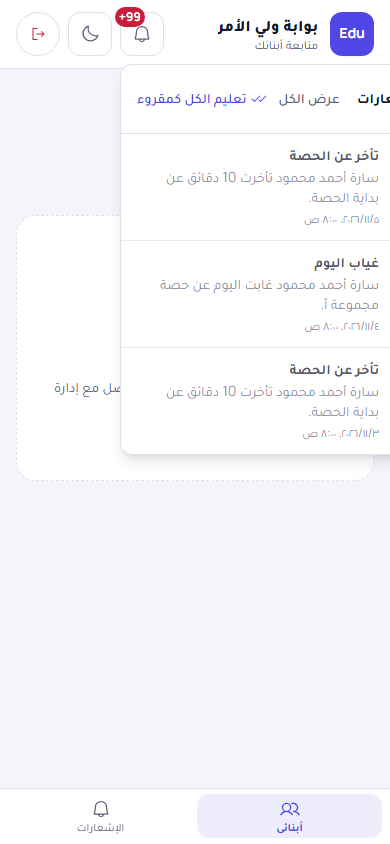 Edu
بوابة ولي الأمر
متابعة أبنائك
99+
عرض الكل
تعليم الكل كمقروء
تأخر عن الحصة
سارة أحمد محمود تأخرت 10 دقائق عن
بداية الحصة.
٢٠٢٦/١١/٥، ٨:٠٠ ص
غياب اليوم
سارة أحمد محمود غابت اليوم عن حصة
مجموعة أ.
٢٠٢٦/١١/٤، ٨:٠٠ ص
تأخر عن الحصة
سارة أحمد محمود تأخرت 10 دقائق عن
بداية الحصة.
٢٠٢٦/١١/٣، ٨:٠٠ ص
مع إدارة
أبنائي
الإشعارات